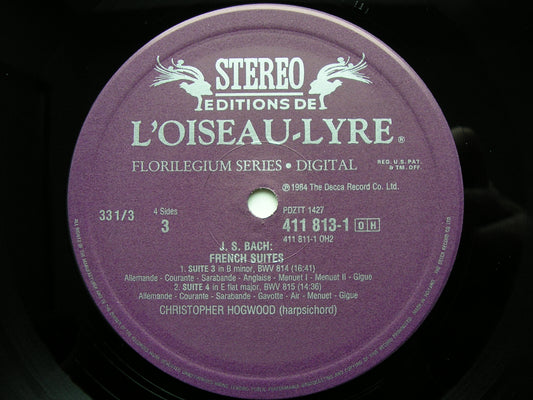 STEREO
EDITIONS DE
L'OISEAU-LYRE ®
FLORILEGIUM SERIES • DIGITAL
RED. U.S. PAT.
& TM. OFF.
℗1984 The Decca Record Co. Ltd.
PDZTT 1427
33 1/3
4 Sides
3
411 813-1 OH
411 811-1 OH2
J. S. BACH:
FRENCH SUITES
1. SUITE 3 in B minor, BWV 814 (16:41)
Allemande - Courante - Sarabande - Anglaise - Menuet I - Menuet II - Gigue
2. SUITE 4 in E flat major, BWV 815 (14:36)
Allemande - Courante - Sarabande - Gavotte - Air - Menuet - Gigue
CHRISTOPHER HOGWOOD (harpsichord)